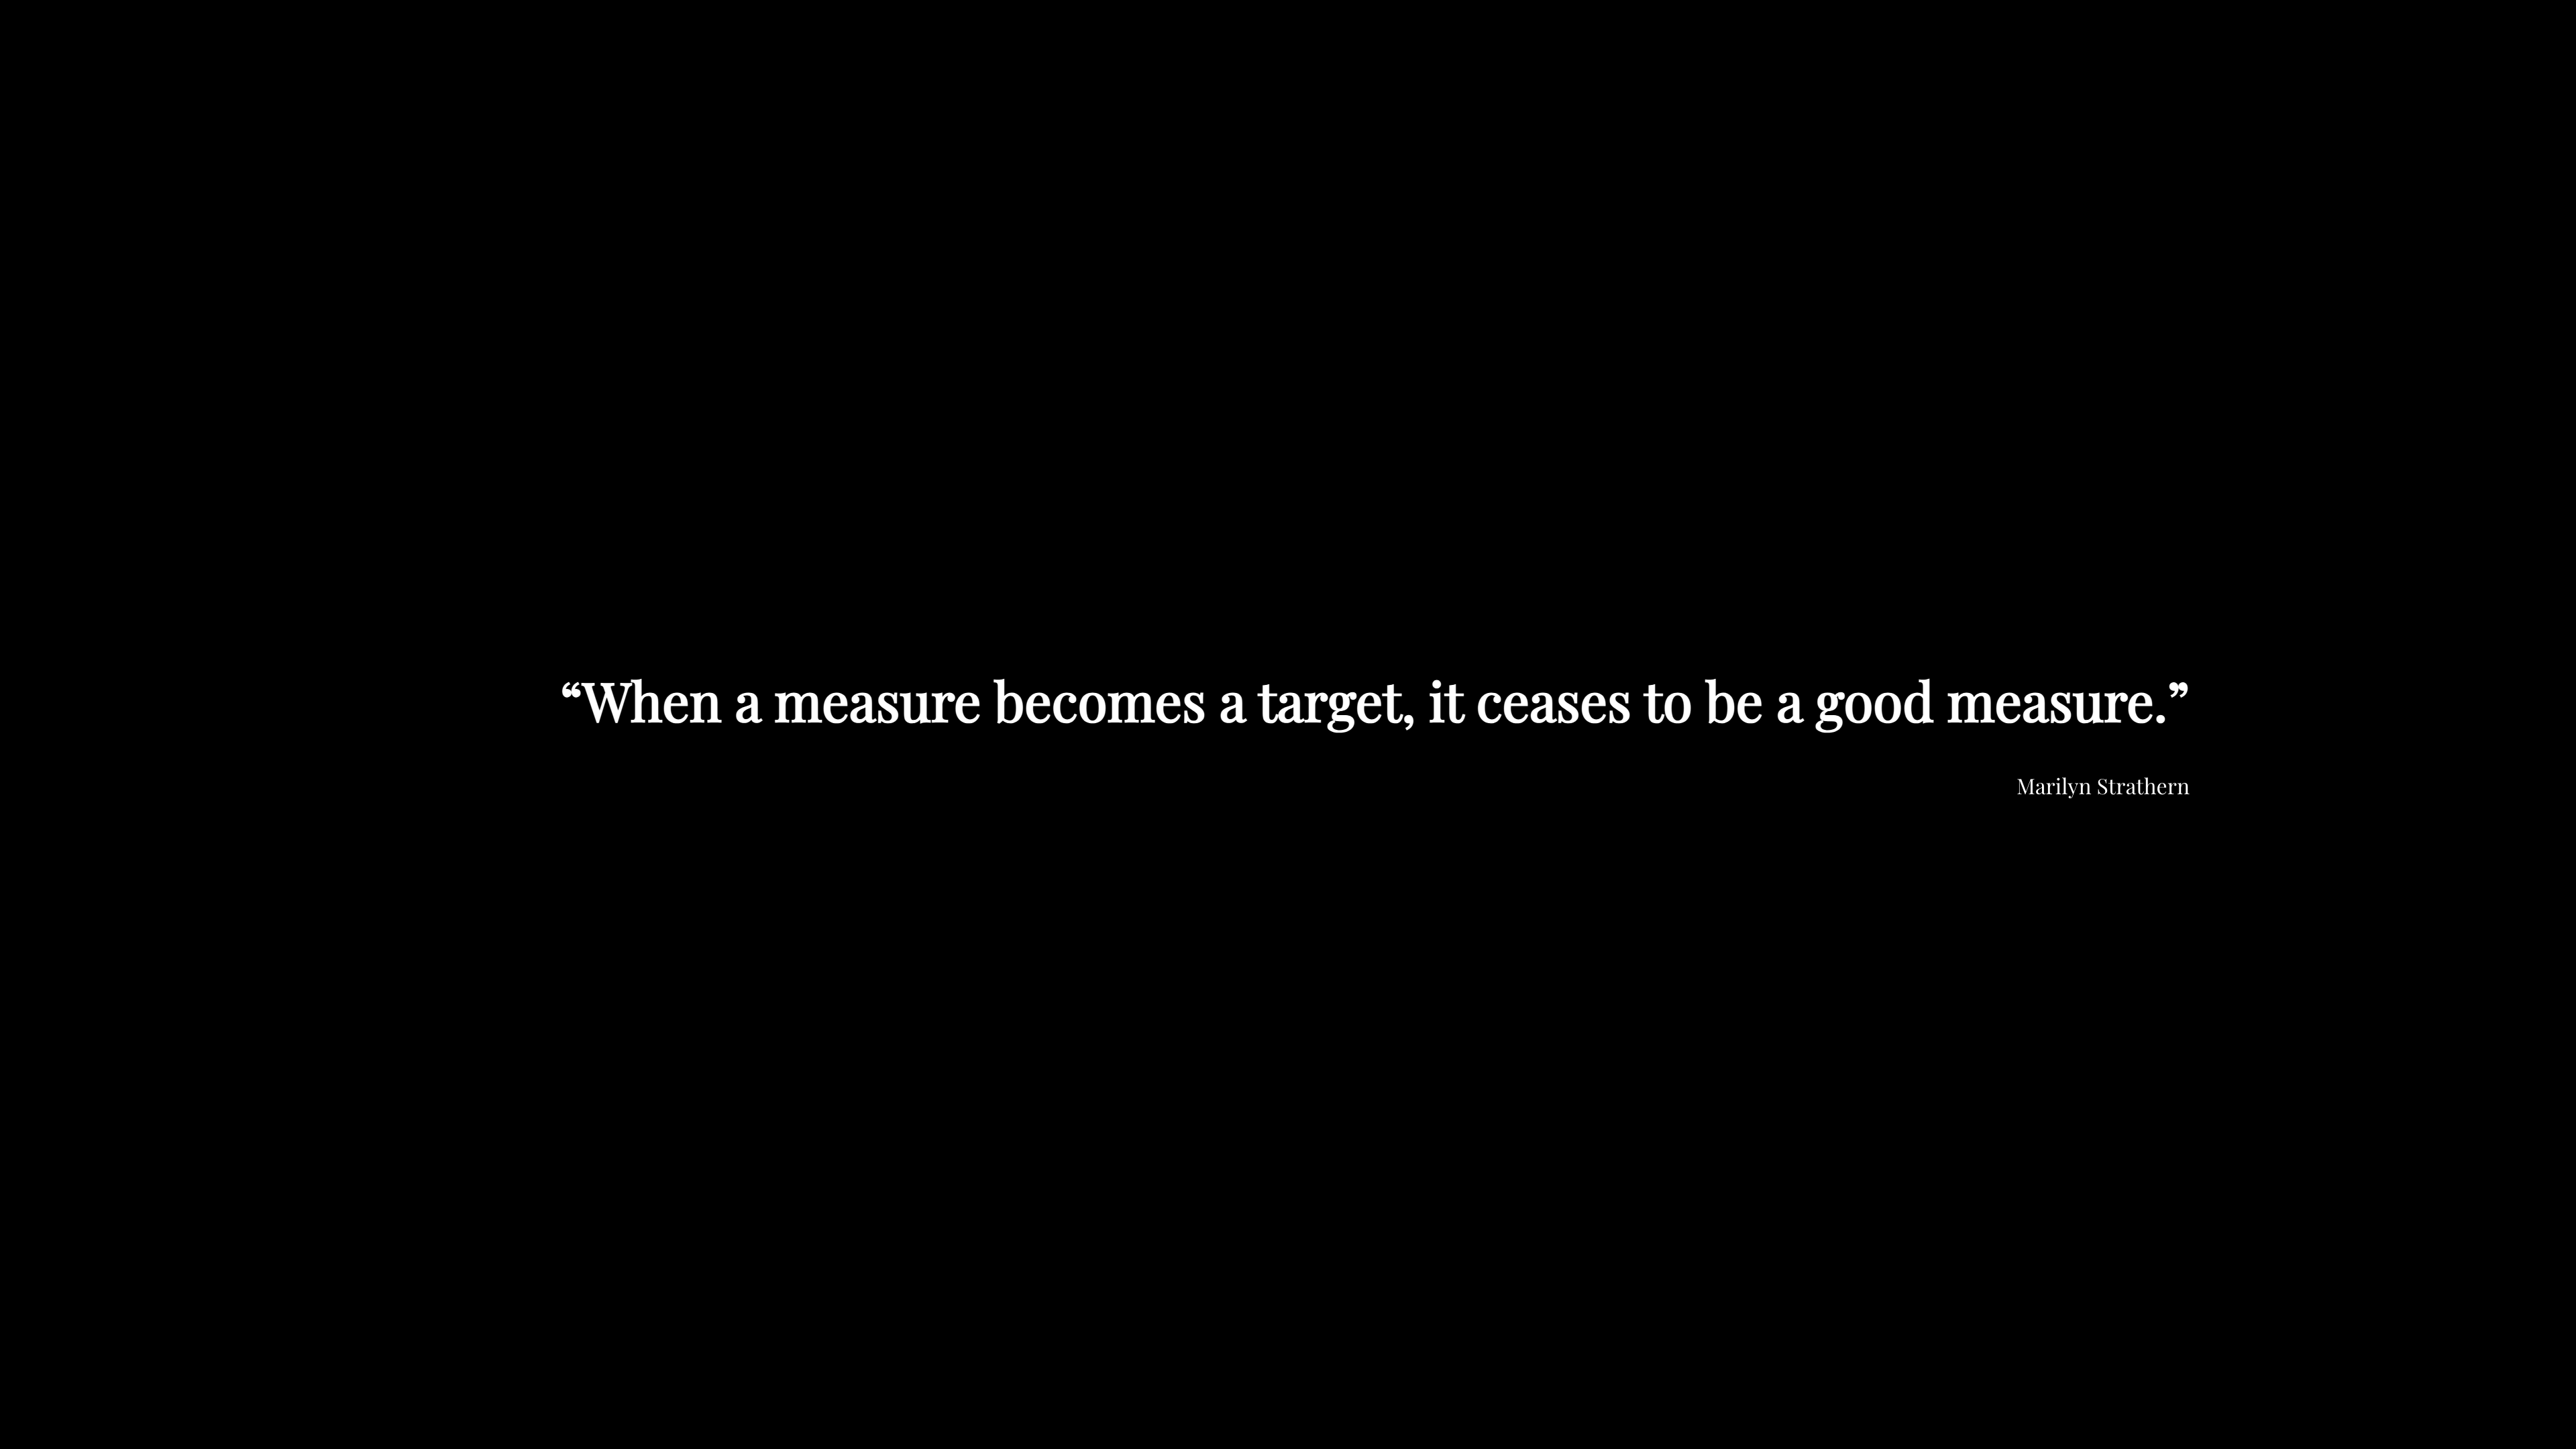 “When a measure becomes a target, it ceases to be a good measure.”
Marilyn Strathern